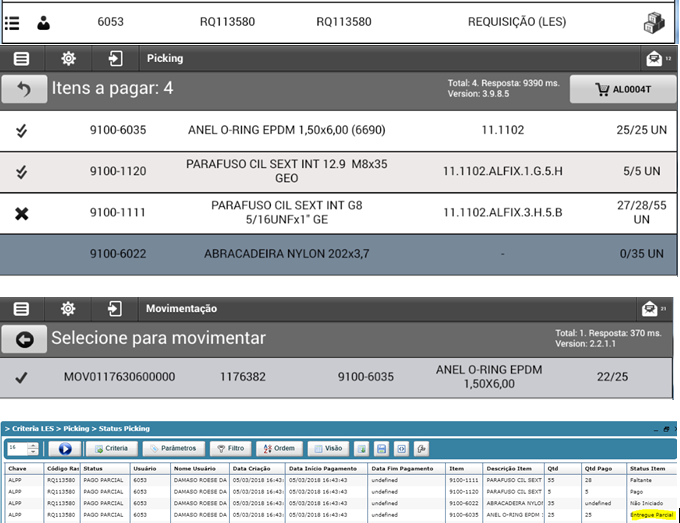 6053 RQ113580 RQ113580 REQUISIÇÃO (LES)
Picking 12
Itens a pagar: 4
Total: 4. Resposta: 9390 ms.
Version: 3.9.8.5
AL0004T
9100-6035 ANEL O-RING EPDM 1,50x6,00 (6690) 11.1102 25/25 UN
9100-1120 PARAFUSO CIL SEXT INT 12.9 M8x35
GEO 11.1102.ALFIX.1.G.5.H 5/5 UN
9100-1111 PARAFUSO CIL SEXT INT G8
5/16UNFx1" GE 11.1102.ALFIX.3.H.5.B 27/28/55
UN
9100-6022 ABRACADEIRA NYLON 202x3,7 - 0/35 UN
Movimentação 21
Selecione para movimentar
Total: 1. Resposta: 370 ms.
Version: 2.2.1.1
MOV0117630600000 1176382 9100-6035 ANEL O-RING EPDM
1,50X6,00 22/25
> Criteria LES > Picking > Status Picking
16 Criteria Parâmetros Filtro Ordem Visão
Chave Código Ras Status Usuário Nome Usuário Data Criação Data Início Pagamento Data Fim Pagamento Item Descrição Item Qtd Qtd Pago Status Item
ALPP RQ113580 PAGO PARCIAL 6053 DAMASO ROESE DA 05/03/2018 16:43: 05/03/2018 16:43:43 undefined 9100-1111 PARAFUSO CIL SEXT 55 28 Faltante
ALPP RQ113580 PAGO PARCIAL 6053 DAMASO ROESE DA 05/03/2018 16:43: 05/03/2018 16:43:43 undefined 9100-1120 PARAFUSO CIL SEXT 5 5 Pago
ALPP RQ113580 PAGO PARCIAL 6053 DAMASO ROESE DA 05/03/2018 16:43: 05/03/2018 16:43:43 undefined 9100-6022 ABRACADEIRA NYLON 35 undefined Não Iniciado
ALPP RQ113580 PAGO PARCIAL 6053 DAMASO ROESE DA 05/03/2018 16:43: 05/03/2018 16:43:43 undefined 9100-6035 ANEL O-RING EPDM 25 25 Entregue Parcial